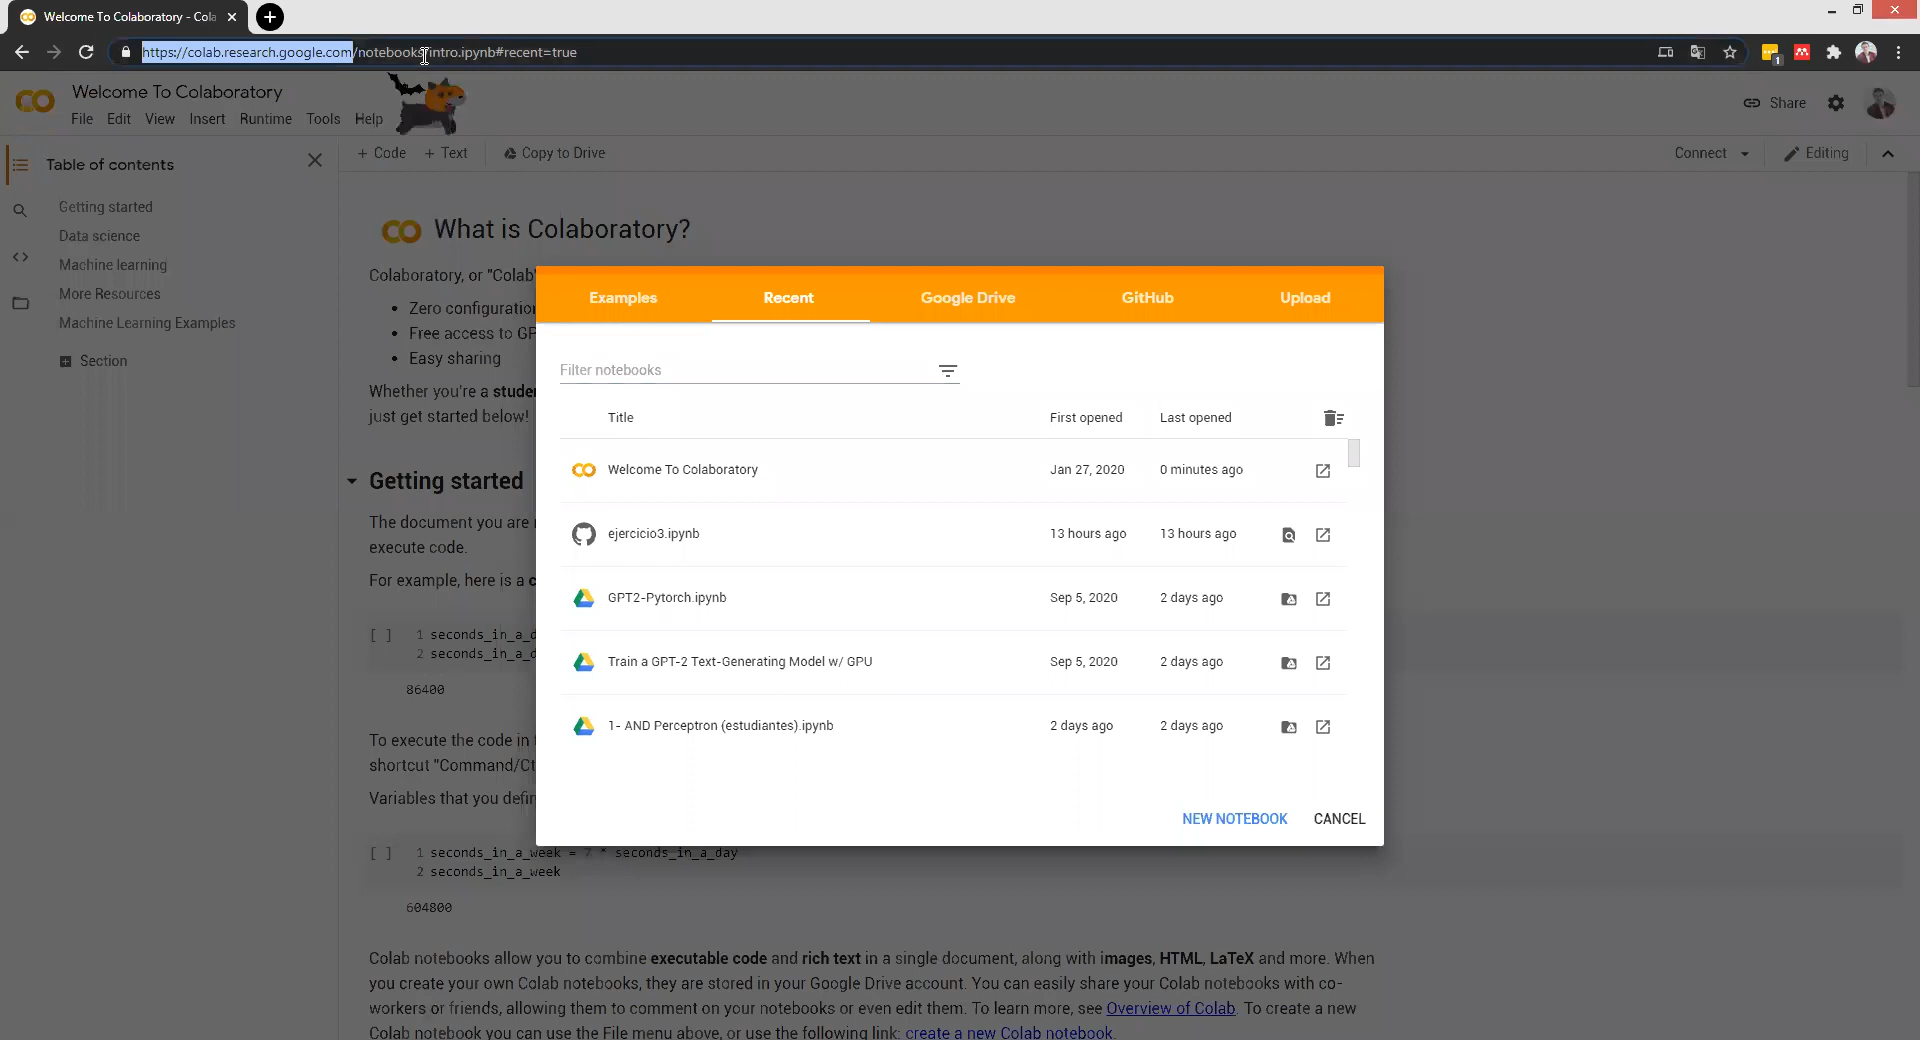 Welcome To Colaboratory - Cola
https://colab.research.google.com/notebooks/intro.ipynb#recent=true
1
Welcome To Colaboratory
Share
File Edit View Insert Runtime Tools Help
Table of contents
+ Code + Text Copy to Drive
Connect Editing
Getting started
Data science
Machine learning
More Resources
Machine Learning Examples
Section
What is Colaboratory?
Colaboratory, or "Colab"
Zero configuration
Free access to GP
Easy sharing
Whether you're a studen
just get started below!
Getting started
The document you are
execute code.
For example, here is a c
[ ] 1 seconds_in_a_d
2 seconds_in_a_d
86400
To execute the code in
shortcut "Command/Ct
Variables that you defin
[ ] 1 seconds_in_a_week = 7 * seconds_in_a_day
2 seconds_in_a_week
604800
Colab notebooks allow you to combine executable code and rich text in a single document, along with images, HTML, LaTeX and more. When
you create your own Colab notebooks, they are stored in your Google Drive account. You can easily share your Colab notebooks with co-
workers or friends, allowing them to comment on your notebooks or even edit them. To learn more, see Overview of Colab. To create a new
Colab notebook you can use the File menu above, or use the following link: create a new Colab notebook.
Examples Recent Google Drive GitHub Upload
Filter notebooks
Title First opened Last opened
Welcome To Colaboratory Jan 27, 2020 0 minutes ago
ejercicio3.ipynb 13 hours ago 13 hours ago
GPT2-Pytorch.ipynb Sep 5, 2020 2 days ago
Train a GPT-2 Text-Generating Model w/ GPU Sep 5, 2020 2 days ago
1- AND Perceptron (estudiantes).ipynb 2 days ago 2 days ago
NEW NOTEBOOK CANCEL